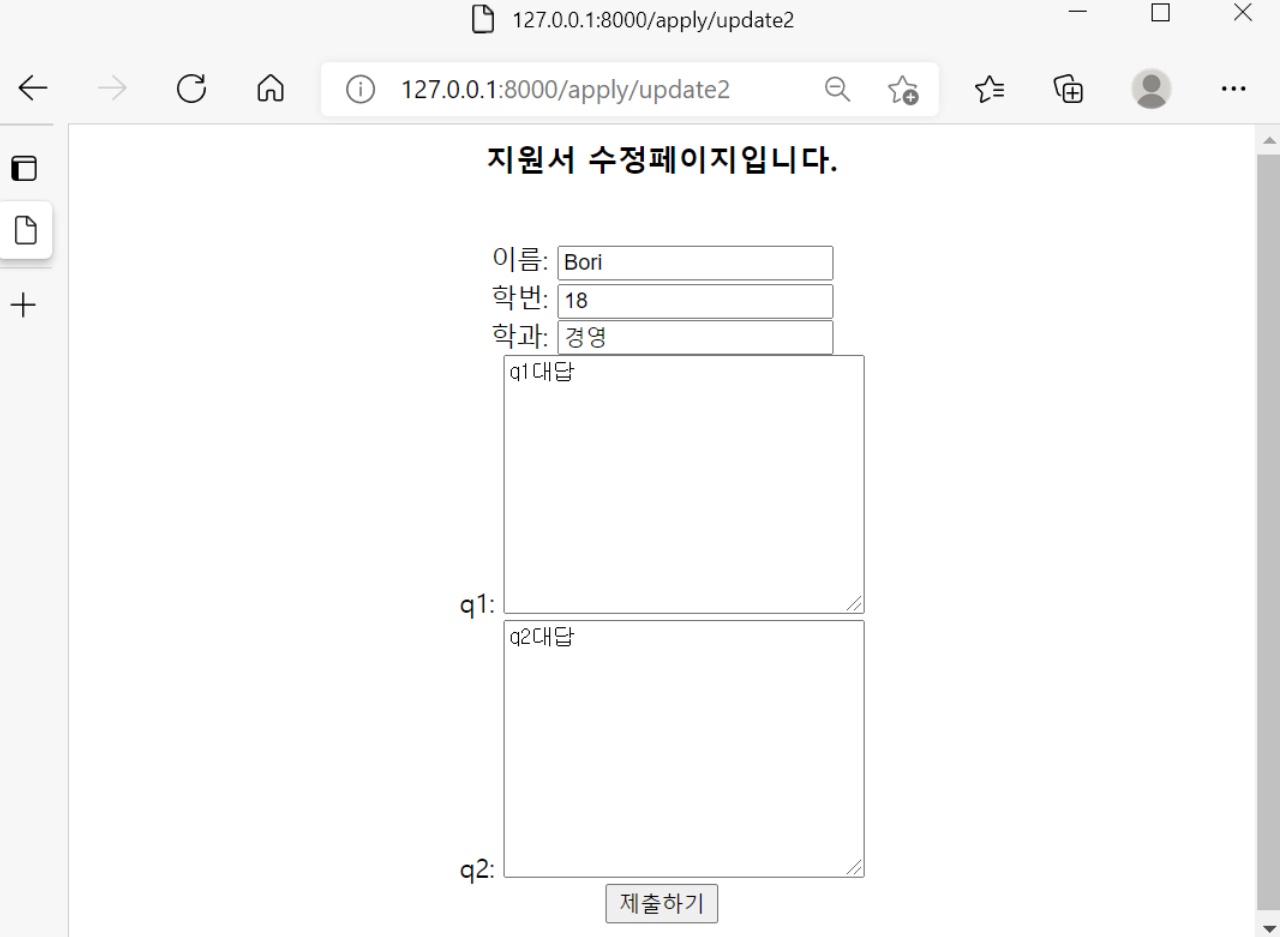 127.0.0.1:8000/apply/update2
127.0.0.1:8000/apply/update2
지원서 수정페이지입니다.
이름: Bori
학번: 18
학과: 경영
q1대답
q1:
q2대답
q2:
제출하기